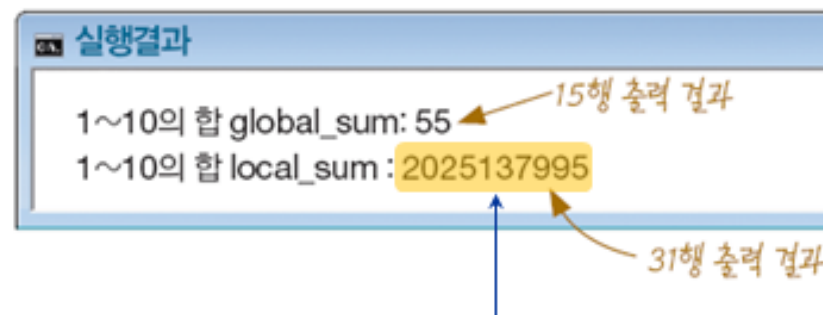 실행결과
15행 출력 결과
1~10의 합 global_sum: 55
1~10의 합 local_sum : 2025137995
31행 출력 결과